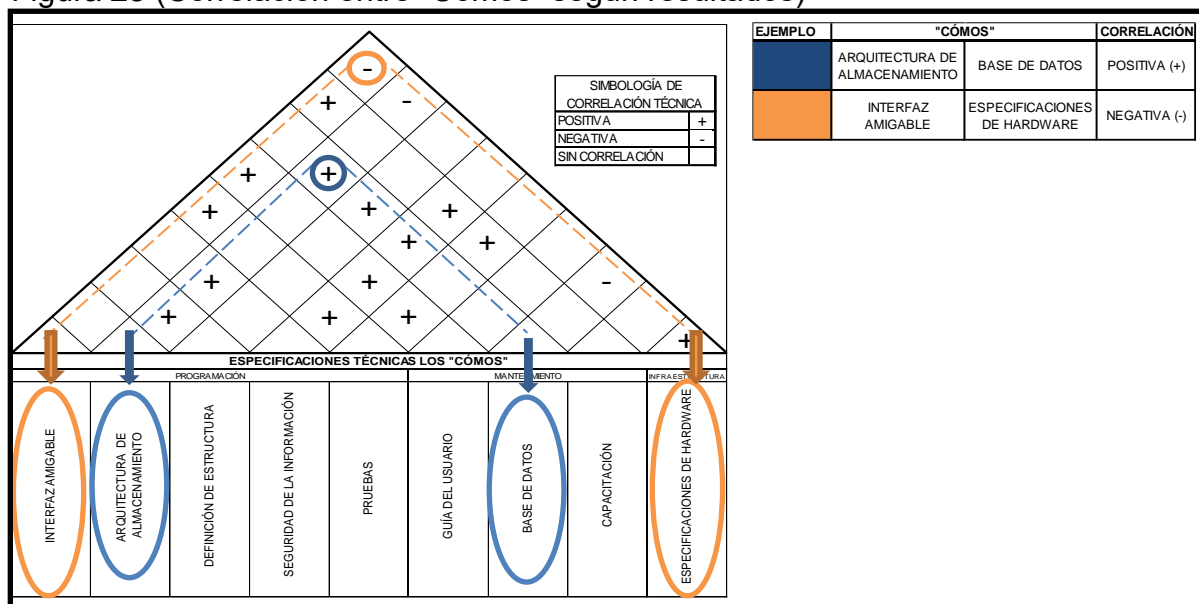 EJEMPLO "CÓMOS" CORRELACIÓN
ARQUITECTURA DE
ALMACENAMIENTO
BASE DE DATOS
POSITIVA (+)
INTERFAZ
AMIGABLE
ESPECIFICACIONES
DE HARDWARE
NEGATIVA (-)
SIMBOLOGÍA DE
CORRELACIÓN TÉCNICA
POSITIVA +
NEGATIVA -
SIN CORRELACIÓN
-
+ -
+ +
+ + +
+ +
+ + -
+ + + +
ESPECIFICACIONES TÉCNICAS LOS "CÓMOS"
PROGRAMACIÓN
INTERFAZ AMIGABLE
ARQUITECTURA DE
ALMACENAMIENTO
DEFINICIÓN DE ESTRUCTURA
SEGURIDAD DE LA INFORMACIÓN
PRUEBAS
GUÍA DEL USUARIO
BASE DE DATOS
CAPACITACIÓN
ESPECIFICACIONES DE HARDWARE